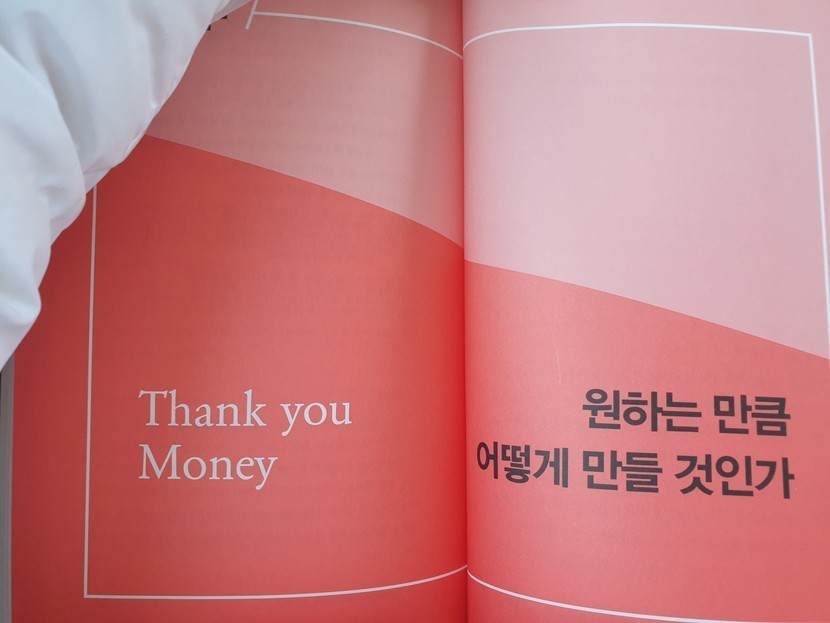 Thank you
Money
원하는 만큼
어떻게 만들 것인가